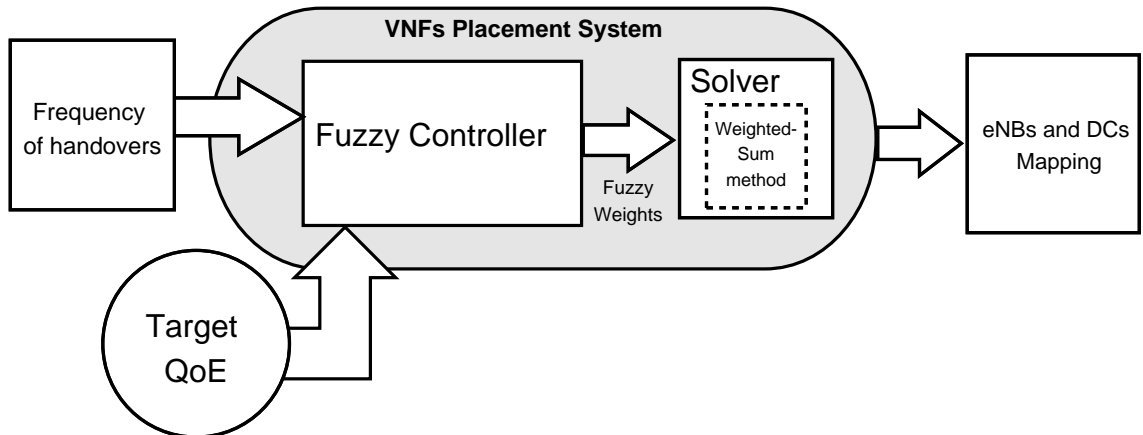 VNFs Placement System
Frequency
of handovers
Fuzzy Controller
Fuzzy
Weights
Solver
Weighted-
Sum
method
eNBs and DCs
Mapping
Target
QoE